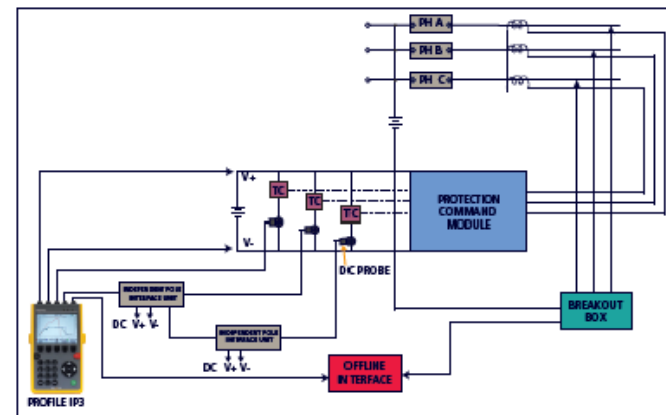 PH A
PH B
PH C
V+
TC
TC
TC
PROTECTION
COMMAND
MODULE
V-
D/C PROBE
INDEPENDENT POLE
INTERFACE UNIT
DC V+ V-
INDEPENDENT POLE
INTERFACE UNIT
DC V+ V-
BREAKOUT
BOX
OFFLINE
INTERFACE
PROFILE IP3